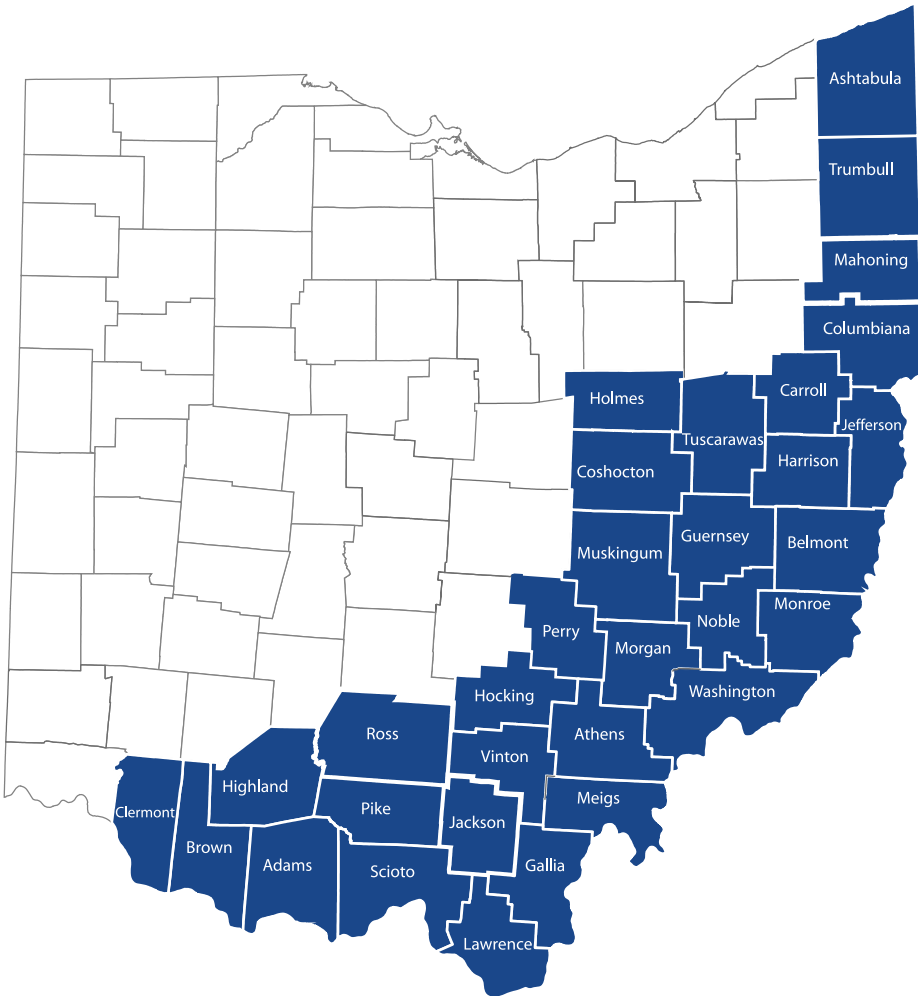 Ashtabula
Trumbull
Mahoning
Columbiana
Carroll
Holmes
Jefferson
Tuscarawas
Harrison
Coshocton
Guernsey
Belmont
Muskingum
Monroe
Noble
Perry
Morgan
Washington
Hocking
Ross
Athens
Vinton
Highland
Meigs
Pike
Clermont
Jackson
Brown
Adams
Scioto
Gallia
Lawrence